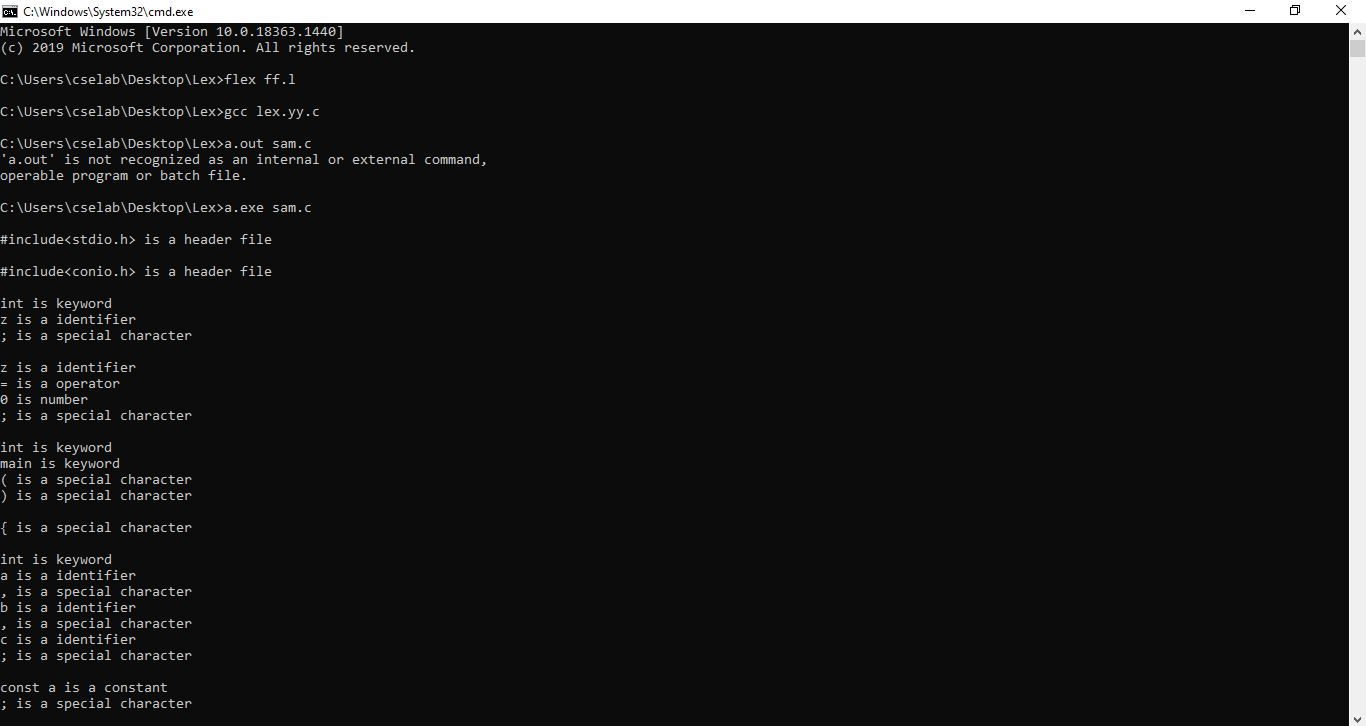 C:\Windows\System32\cmd.exe
Microsoft Windows [Version 10.0.18363.1440]
(c) 2019 Microsoft Corporation. All rights reserved.
C:\Users\cselab\Desktop\Lex>flex ff.l
C:\Users\cselab\Desktop\Lex>gcc lex.yy.c
C:\Users\cselab\Desktop\Lex>a.out sam.c
'a.out' is not recognized as an internal or external command,
operable program or batch file.
C:\Users\cselab\Desktop\Lex>a.exe sam.c
#include<stdio.h> is a header file
#include<conio.h> is a header file
int is keyword
z is a identifier
; is a special character
z is a identifier
= is a operator
0 is number
; is a special character
int is keyword
main is keyword
( is a special character
) is a special character
{ is a special character
int is keyword
a is a identifier
, is a special character
b is a identifier
, is a special character
c is a identifier
; is a special character
const a is a constant
; is a special character